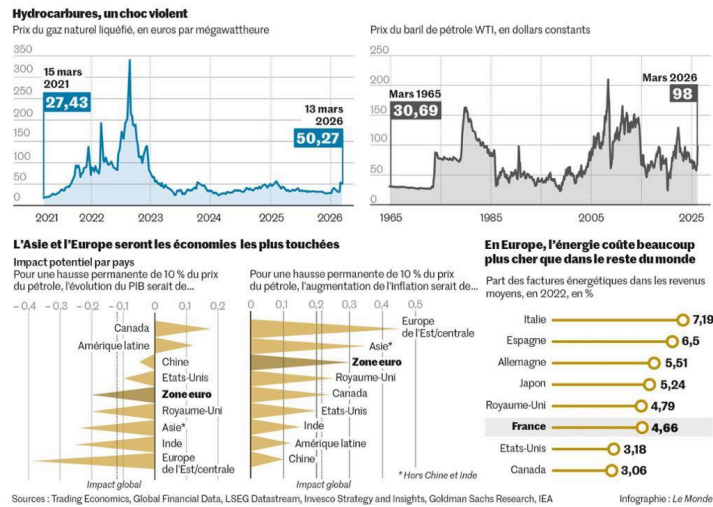 Hydrocarbures, un choc violent
Prix du gaz naturel liquéfié, en euros par mégawattheure
350
300
250
200
150
100
50
0
15 mars
2021
27,43
13 mars
2026
50,27
2021
2022
2023
2024
2025
2026
Prix du baril de pétrole WTI, en dollars constants
250
200
150
100
50
0
Mars 1965
30,69
Mars 2026
98
1965
1985
2005
2025
L'Asie et l'Europe seront les économies les plus touchées
Impact potentiel par pays
Pour une hausse permanente de 10 % du prix
du pétrole, l'évolution du PIB serait de…
– 0,4 –0,3 –0,2 –0,1 0 0,1 0,2
Canada
Amérique latine
Chine
Etats-Unis
Zone euro
Royaume-Uni
Asie*
Inde
Europe
de l'Est/centrale
Impact global
Pour une hausse permanente de 10 % du prix
du pétrole, l'augmentation de l'inflation serait de…
0 0,1 0,2 0,3 0,4 0,5
Europe
de l'Est/centrale
Asie*
Zone euro
Royaume-Uni
Canada
Etats-Unis
Inde
Amérique latine
Chine
* Hors Chine et Inde
Impact global
En Europe, l'énergie coûte beaucoup
plus cher que dans le reste du monde
Part des factures énergétiques dans les revenus
moyens, en 2022, en %
Italie 7,19
Espagne 6,5
Allemagne 5,51
Japon 5,24
Royaume-Uni 4,79
France 4,66
Etats-Unis 3,18
Canada 3,06
Sources : Trading Economics, Global Financial Data, LSEG Datastream, Invesco Strategy and Insights, Goldman Sachs Research, IEA
Infographie : Le Monde